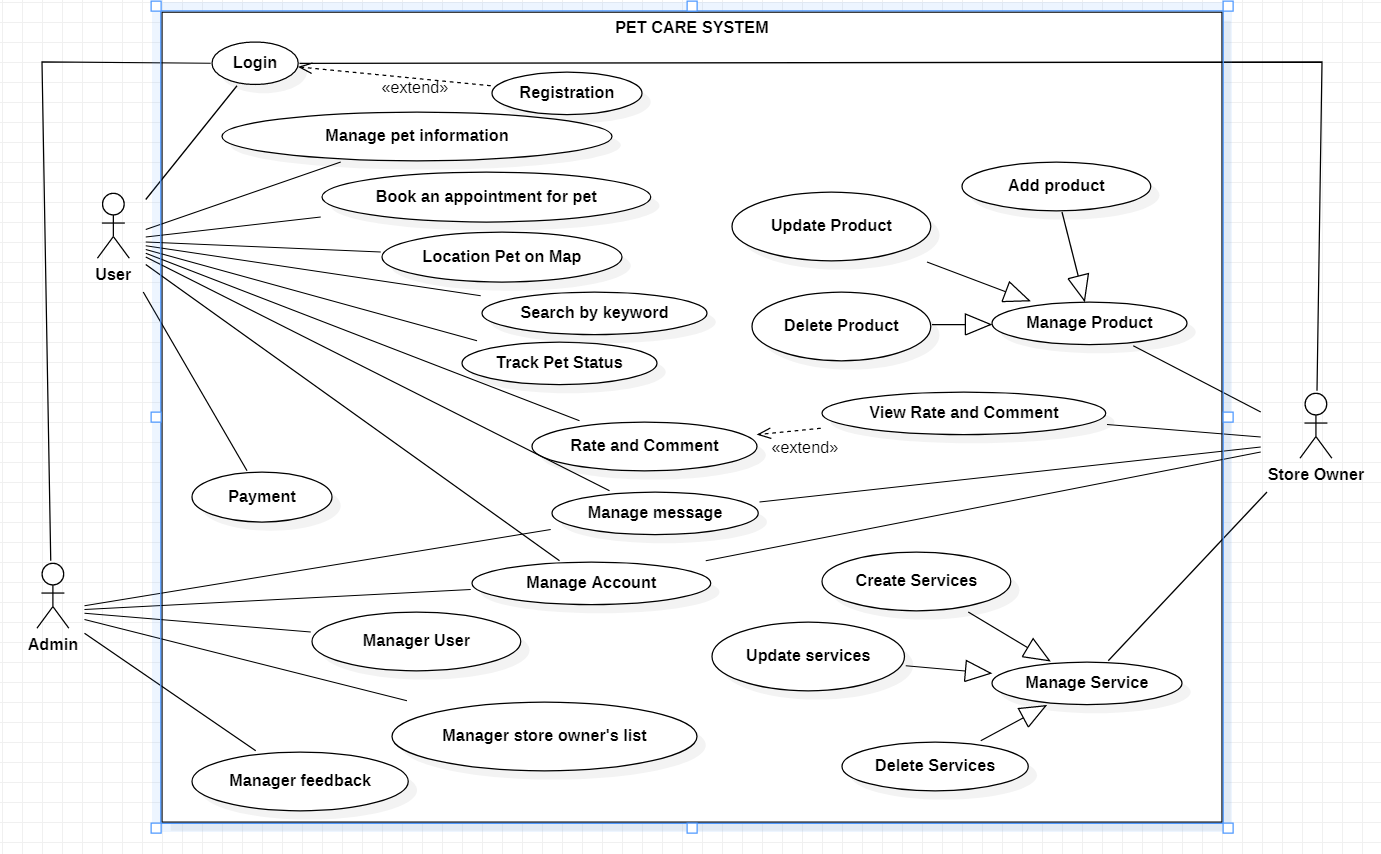 PET CARE SYSTEM
Login
«extend»
Registration
Manage pet information
Book an appointment for pet
Add product
Update Product
Location Pet on Map
User
Search by keyword
Delete Product
Manage Product
Track Pet Status
View Rate and Comment
Rate and Comment
«extend»
Store Owner
Payment
Manage message
Manage Account
Create Services
Admin
Manager User
Update services
Manage Service
Manager store owner's list
Delete Services
Manager feedback